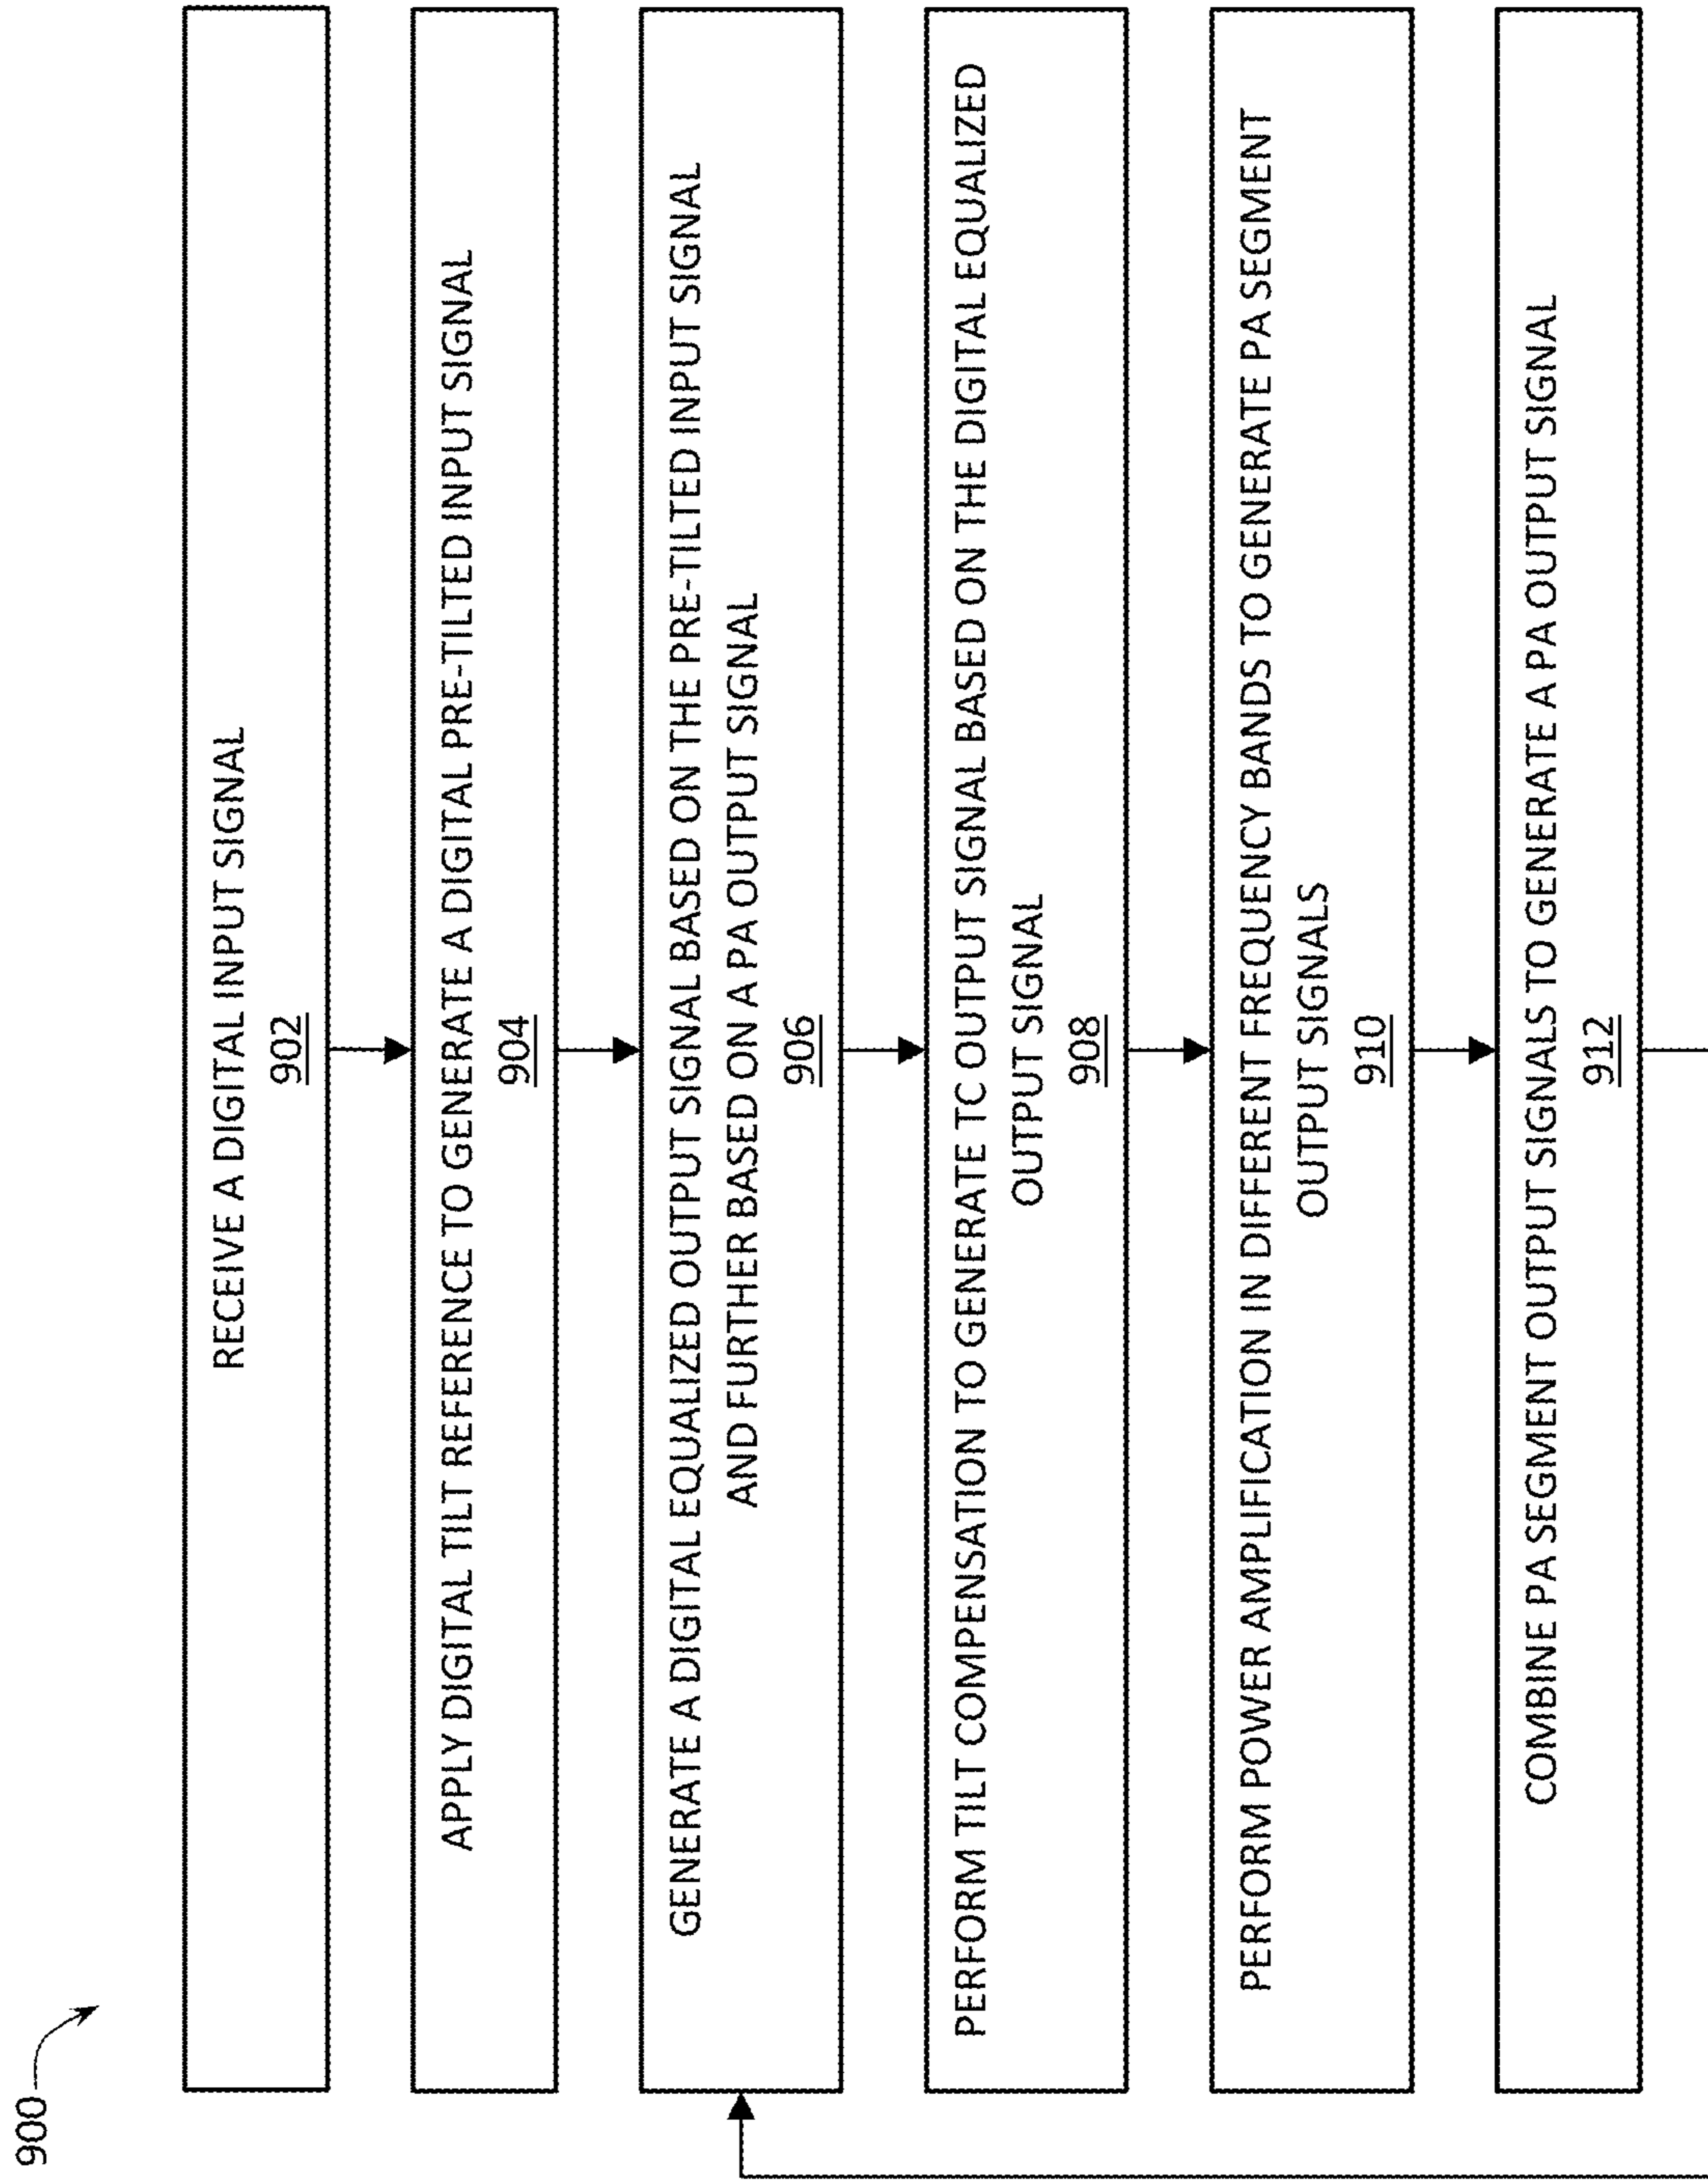 900
RECEIVE A DIGITAL INPUT SIGNAL
902
APPLY DIGITAL TILT REFERENCE TO GENERATE A DIGITAL PRE-TILTED INPUT SIGNAL
904
GENERATE A DIGITAL EQUALIZED OUTPUT SIGNAL BASED ON THE PRE-TILTED INPUT SIGNAL
AND FURTHER BASED ON A PA OUTPUT SIGNAL
906
PERFORM TILT COMPENSATION TO GENERATE TC OUTPUT SIGNAL BASED ON THE DIGITAL EQUALIZED
OUTPUT SIGNAL
908
PERFORM POWER AMPLIFICATION IN DIFFERENT FREQUENCY BANDS TO GENERATE PA SEGMENT
OUTPUT SIGNALS
910
COMBINE PA SEGMENT OUTPUT SIGNALS TO GENERATE A PA OUTPUT SIGNAL
912